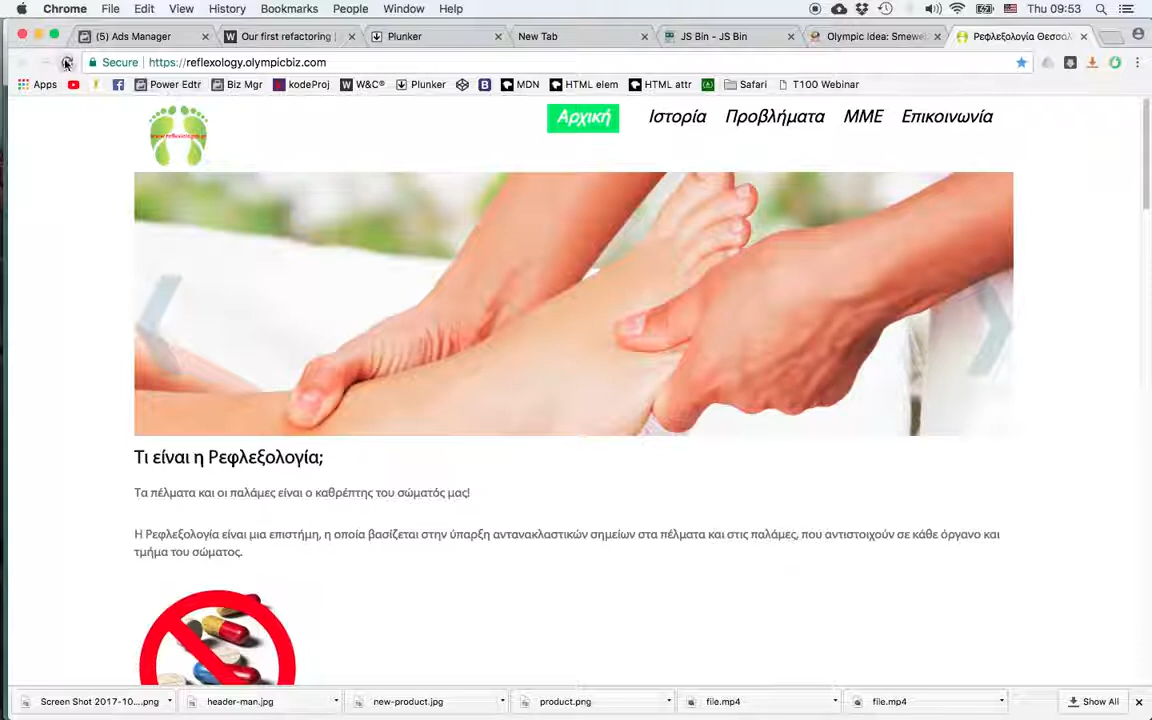 Chrome File Edit View History Bookmarks People Window Help Thu 09:53
(5) Ads Manager Our first refactoring Plunker New Tab JS Bin - JS Bin Olympic Idea: Smewel Ρεφλεξολογία Θεσσαλ
Secure https://reflexology.olympicbiz.com
Apps Power Edtr Biz Mgr kodeProj W&C® Plunker MDN HTML elem HTML attr Safari T100 Webinar
Αρχική Ιστορία Προβλήματα ΜΜΕ Επικοινωνία
Τι είναι η Ρεφλεξολογία;
Τα πέλματα και οι παλάμες είναι ο καθρέπτης του σώματός μας!
Η Ρεφλεξολογία είναι μια επιστήμη, η οποία βασίζεται στην ύπαρξη αντανακλαστικών σημείων στα πέλματα και στις παλάμες, που αντιστοιχούν σε κάθε όργανο και
τμήμα του σώματος.
Screen Shot 2017-10....png header-man.jpg new-product.jpg product.png file.mp4 file.mp4 Show All